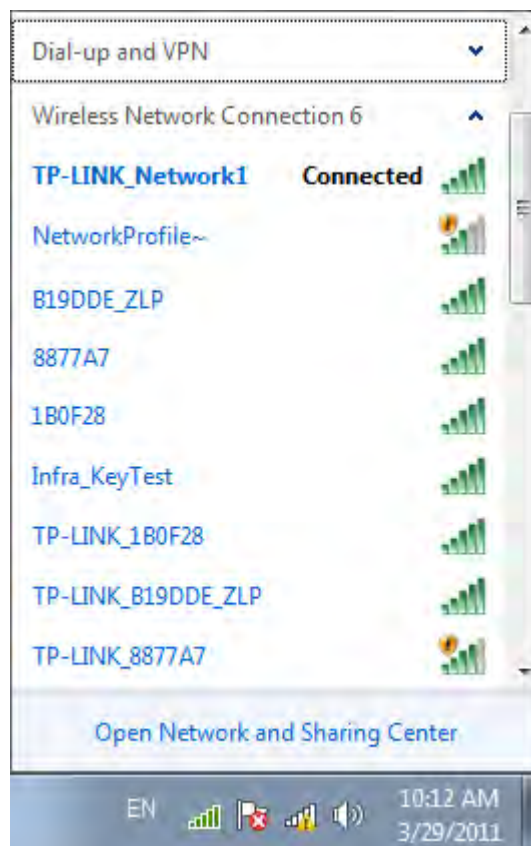 Dial-up and VPN
Wireless Network Connection 6
TP-LINK_Network1 Connected
NetworkProfile~
B19DDE_ZLP
8877A7
1B0F28
Infra_KeyTest
TP-LINK_1B0F28
TP-LINK_B19DDE_ZLP
TP-LINK_8877A7
Open Network and Sharing Center
EN 10:12 AM
3/29/2011